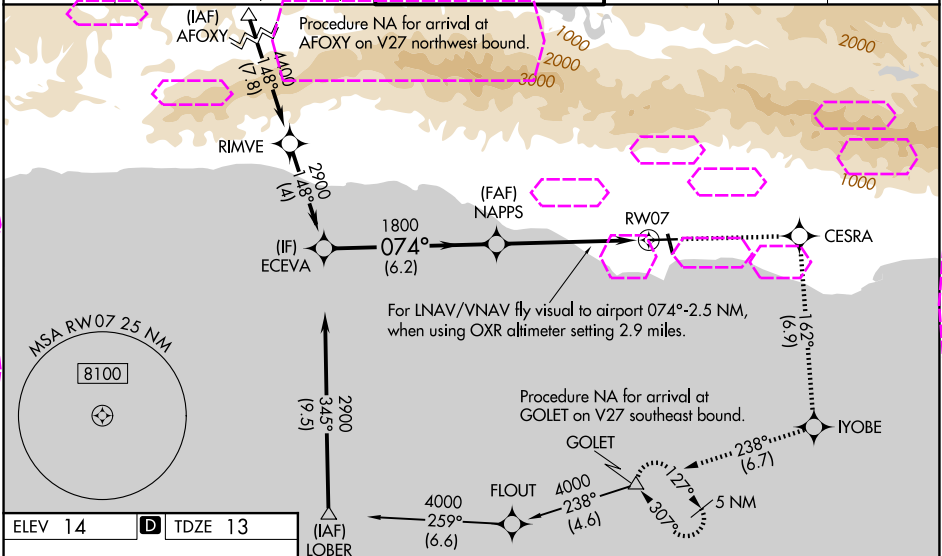 (IAF)
AFOXY
Procedure NA for arrival at
AFOXY on V27 northwest bound.
1000
2000
3000
2000
1000
4400
148°
(7.8)
RIMVE
2900
148°
(4)
(IF)
ECEVA
1800
074°
(6.2)
(FAF)
NAPPS
RW07
CESRA
For LNAV/VNAV fly visual to airport 074°-2.5 NM,
when using OXR altimeter setting 2.9 miles.
162°
(6.9)
MSA RW07 25 NM
8100
2900
345°
(9.5)
Procedure NA for arrival at
GOLET on V27 southeast bound.
GOLET
IYOBE
238°
(6.7)
127°
307°
5 NM
4000
238°
(4.6)
FLOUT
4000
259°
(6.6)
(IAF)
LOBER
ELEV 14
D
TDZE 13